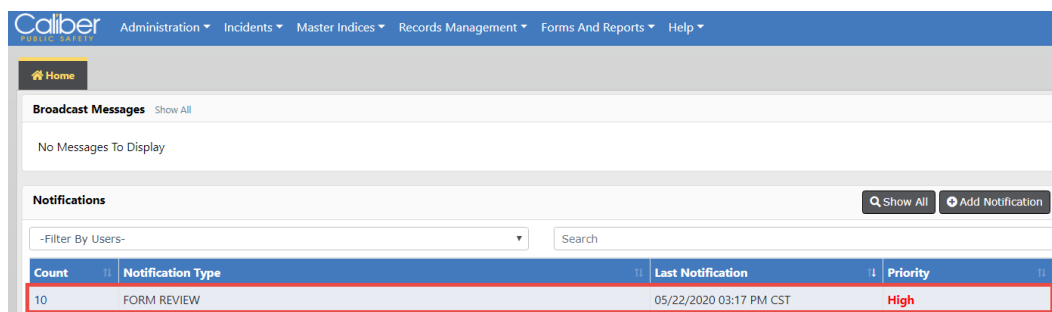 Caliber Administration Incidents Master Indices Records Management Forms And Reports Help
PUBLIC SAFETY
Home
Broadcast Messages Show All
No Messages To Display
Notifications Show All Add Notification
-Filter By Users- Search
Count Notification Type Last Notification Priority
10 FORM REVIEW 05/22/2020 03:17 PM CST High